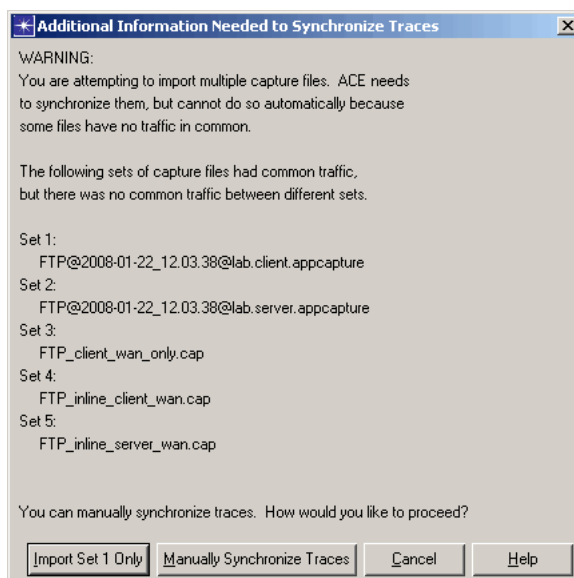 Additional Information Needed to Synchronize Traces
WARNING:
You are attempting to import multiple capture files. ACE needs
to synchronize them, but cannot do so automatically because
some files have no traffic in common.
The following sets of capture files had common traffic,
but there was no common traffic between different sets.
Set 1:
FTP@2008-01-22_12.03.38@lab.client.appcapture
Set 2:
FTP@2008-01-22_12.03.38@lab.server.appcapture
Set 3:
FTP_client_wan_only.cap
Set 4:
FTP_inline_client_wan.cap
Set 5:
FTP_inline_server_wan.cap
You can manually synchronize traces. How would you like to proceed?
Import Set 1 Only Manually Synchronize Traces Cancel Help